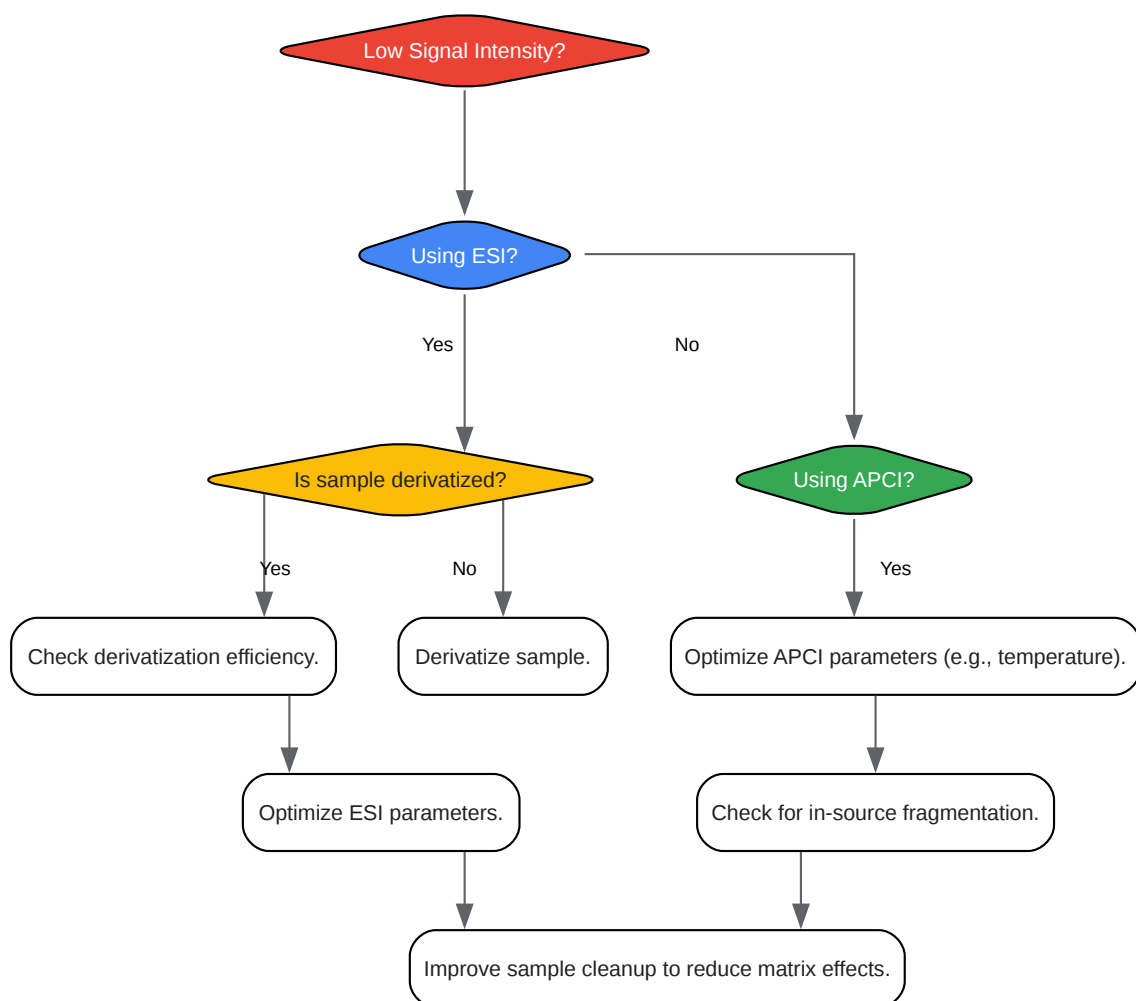 Low Signal Intensity?
Using ESI?
Yes
No
Is sample derivatized?
Using APCI?
Yes
No
Yes
Check derivatization efficiency.
Derivatize sample.
Optimize APCI parameters (e.g., temperature).
Optimize ESI parameters.
Check for in-source fragmentation.
Improve sample cleanup to reduce matrix effects.